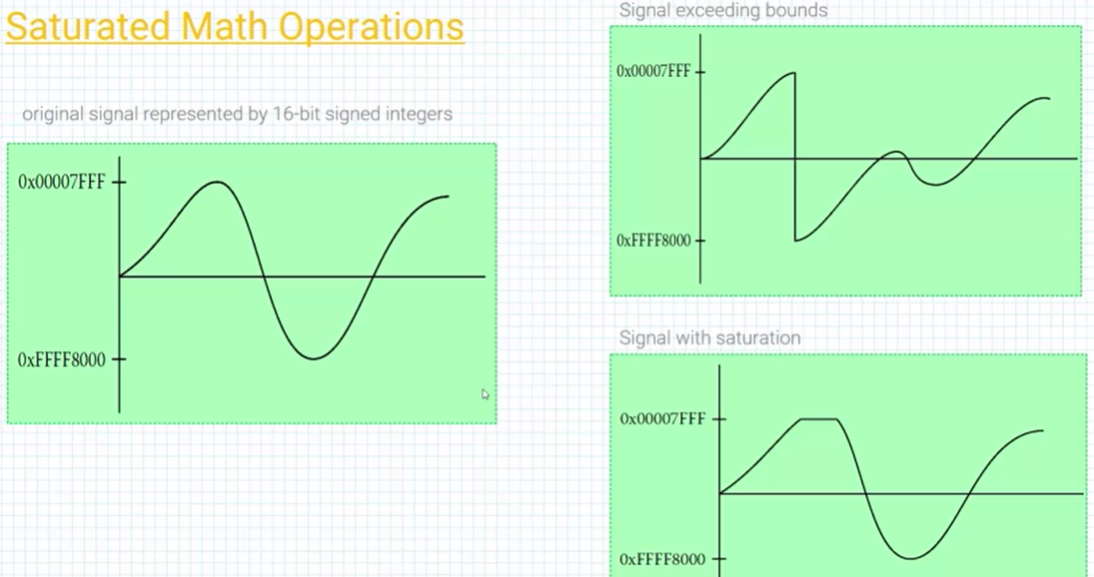 Saturated Math Operations
original signal represented by 16-bit signed integers
0x00007FFF
0xFFFF8000
Signal exceeding bounds
0x00007FFF
0xFFFF8000
Signal with saturation
0x00007FFF
0xFFFF8000